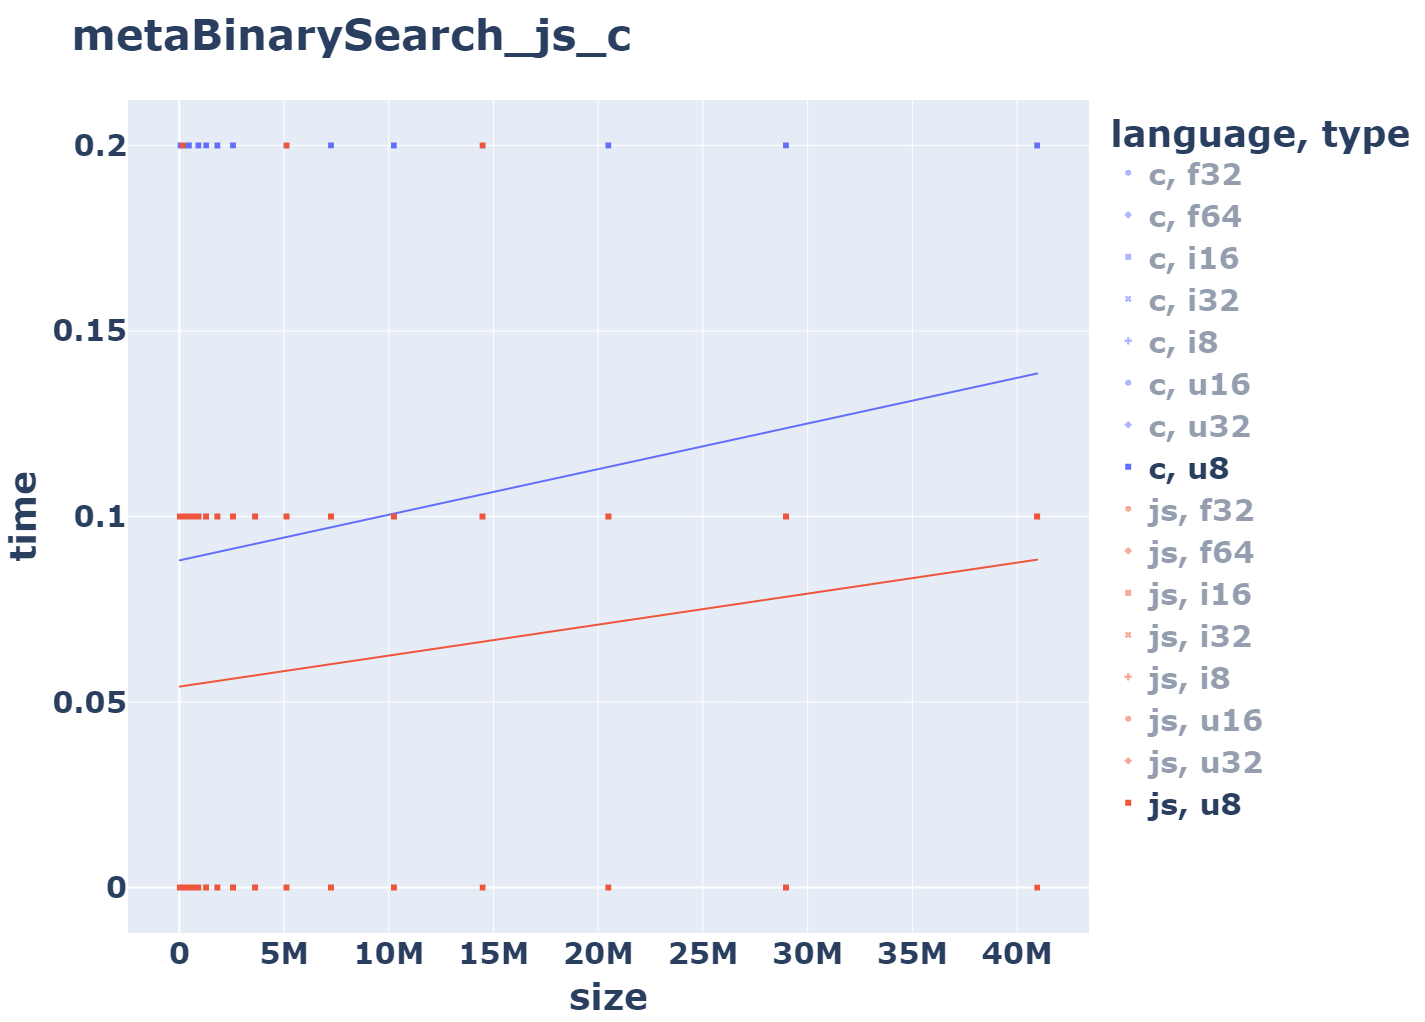 metaBinarySearch_js_c
language, type
c, f32
c, f64
c, i16
c, i32
c, i8
c, u16
c, u32
c, u8
js, f32
js, f64
js, i16
js, i32
js, i8
js, u16
js, u32
js, u8
time
0.2
0.15
0.1
0.05
0
0 5M 10M 15M 20M 25M 30M 35M 40M
size